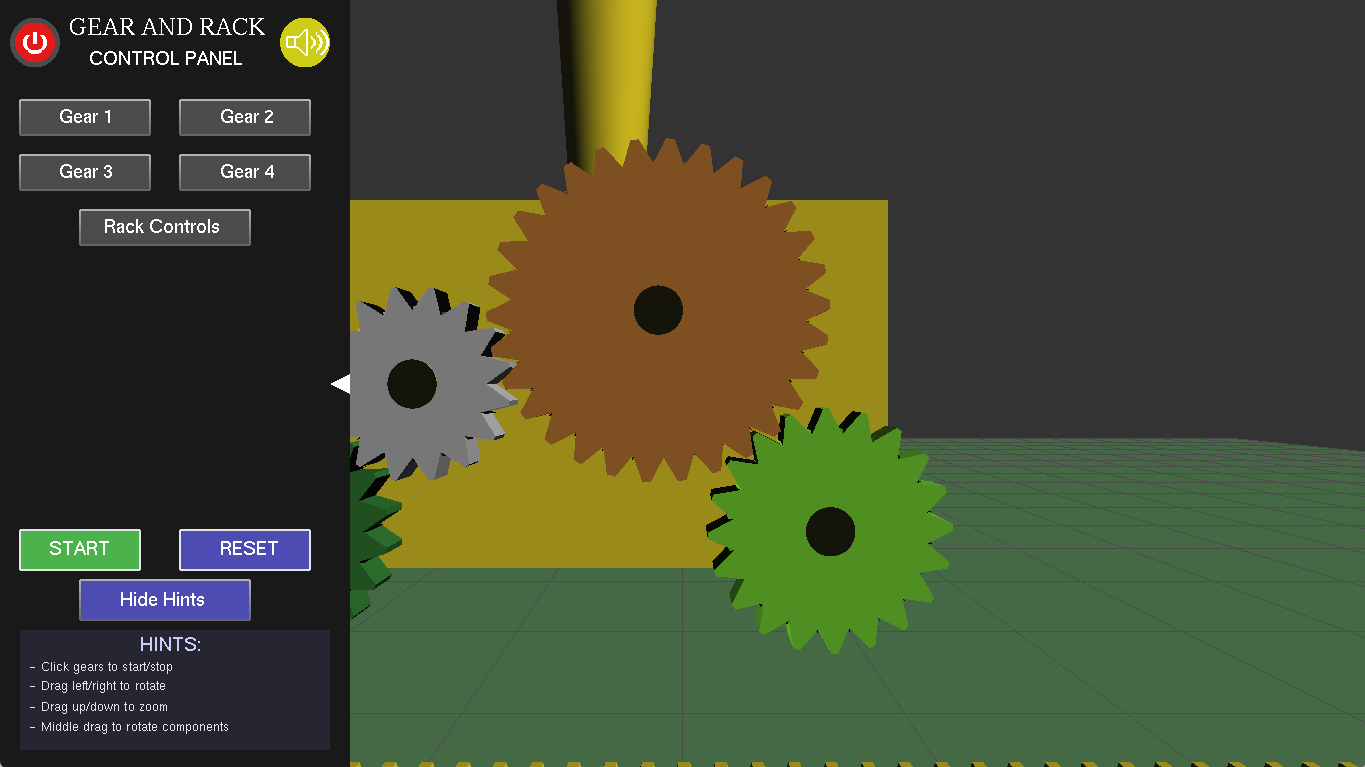 GEAR AND RACK
CONTROL PANEL
Gear 1
Gear 2
Gear 3
Gear 4
Rack Controls
START
RESET
Hide Hints
HINTS:
- Click gears to start/stop
- Drag left/right to rotate
- Drag up/down to zoom
- Middle drag to rotate components